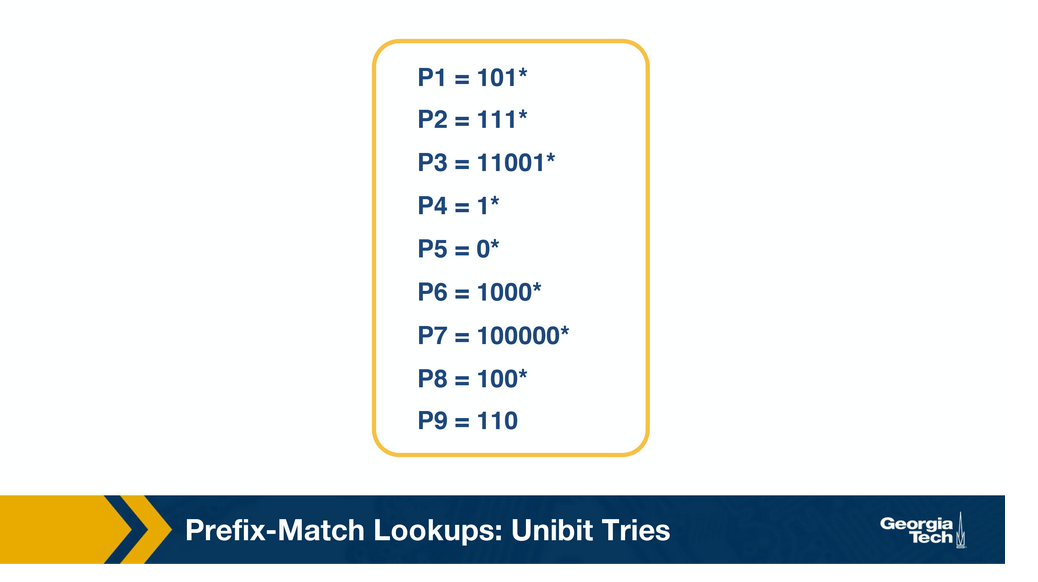 P1 = 101*
P2 = 111*
P3 = 11001*
P4 = 1*
P5 = 0*
P6 = 1000*
P7 = 100000*
P8 = 100*
P9 = 110
Prefix-Match Lookups: Unibit Tries
Georgia
Tech